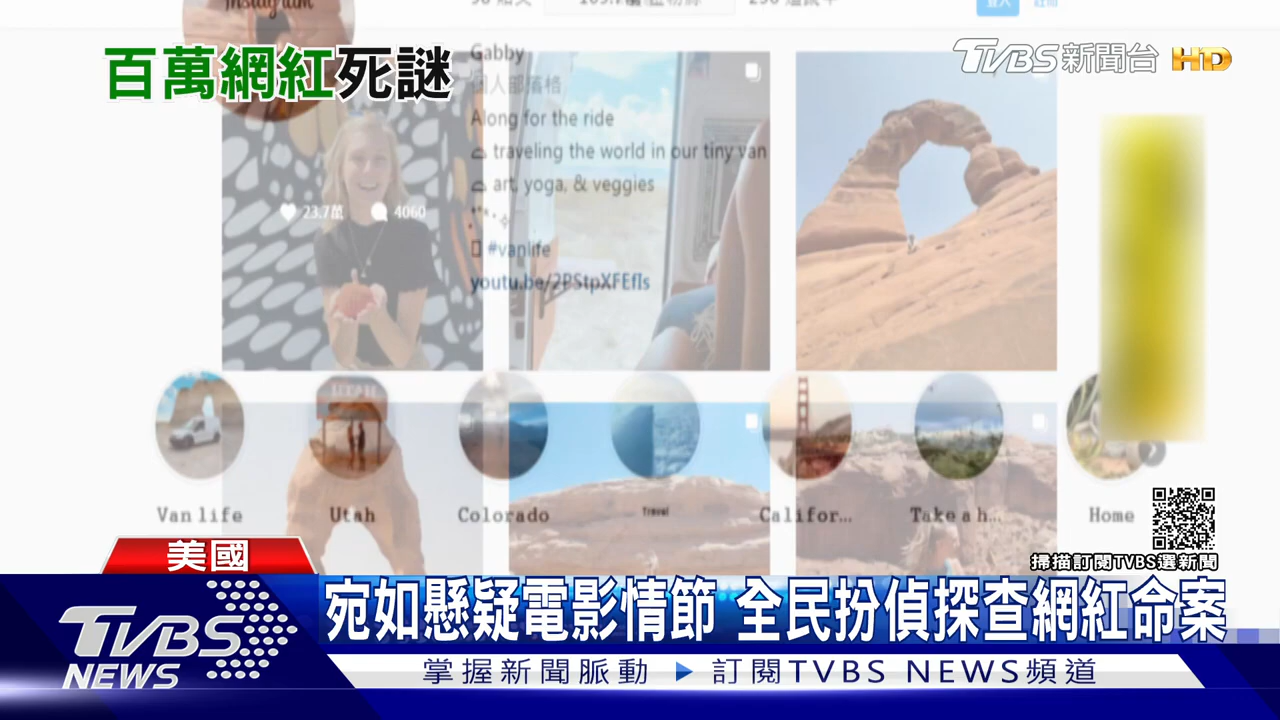 Instagram
百萬網紅死謎
TVBS新聞台 HD
Gabby
個人部落格
Along for the ride
traveling the world in our tiny van
art, yoga, & veggies
23.7萬 4060
#vanlife
youtu.be/2PStpXFEfIs
UTAH
Van life Utah Colorado Travel Califor... Take a h... Home
掃描訂閱TVBS選新聞
美國
TVBS NEWS
宛如懸疑電影情節 全民扮偵探查網紅命案
掌握新聞脈動 ▶ 訂閱TVBS NEWS頻道